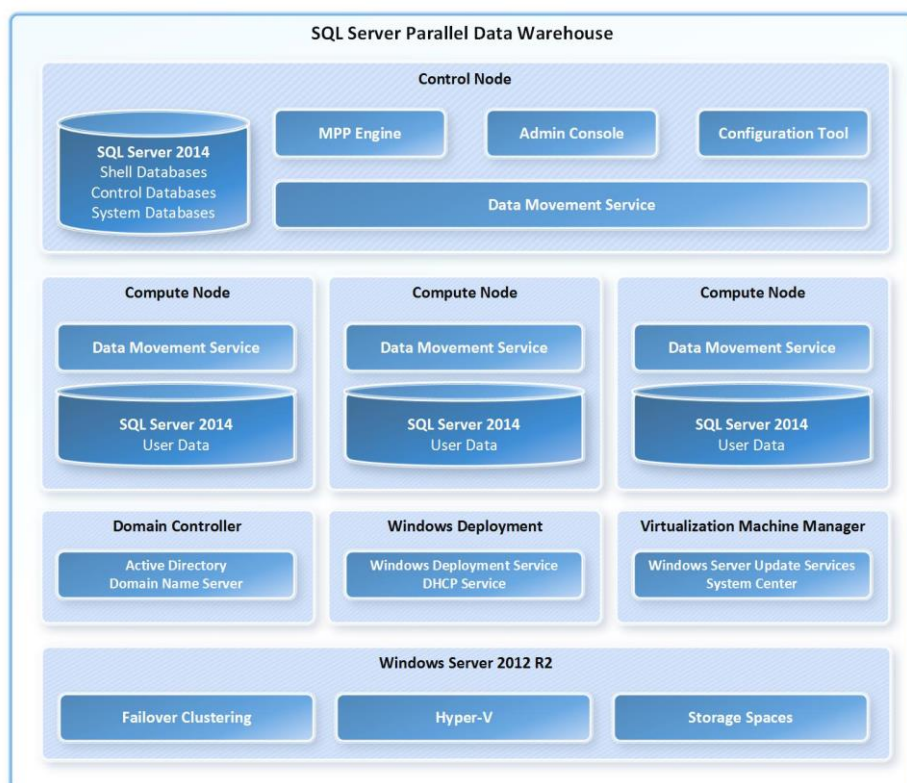 SQL Server Parallel Data Warehouse
Control Node
SQL Server 2014
Shell Databases
Control Databases
System Databases
MPP Engine
Admin Console
Configuration Tool
Data Movement Service
Compute Node
Data Movement Service
SQL Server 2014
User Data
Compute Node
Data Movement Service
SQL Server 2014
User Data
Compute Node
Data Movement Service
SQL Server 2014
User Data
Domain Controller
Active Directory
Domain Name Server
Windows Deployment
Windows Deployment Service
DHCP Service
Virtualization Machine Manager
Windows Server Update Services
System Center
Windows Server 2012 R2
Failover Clustering
Hyper-V
Storage Spaces